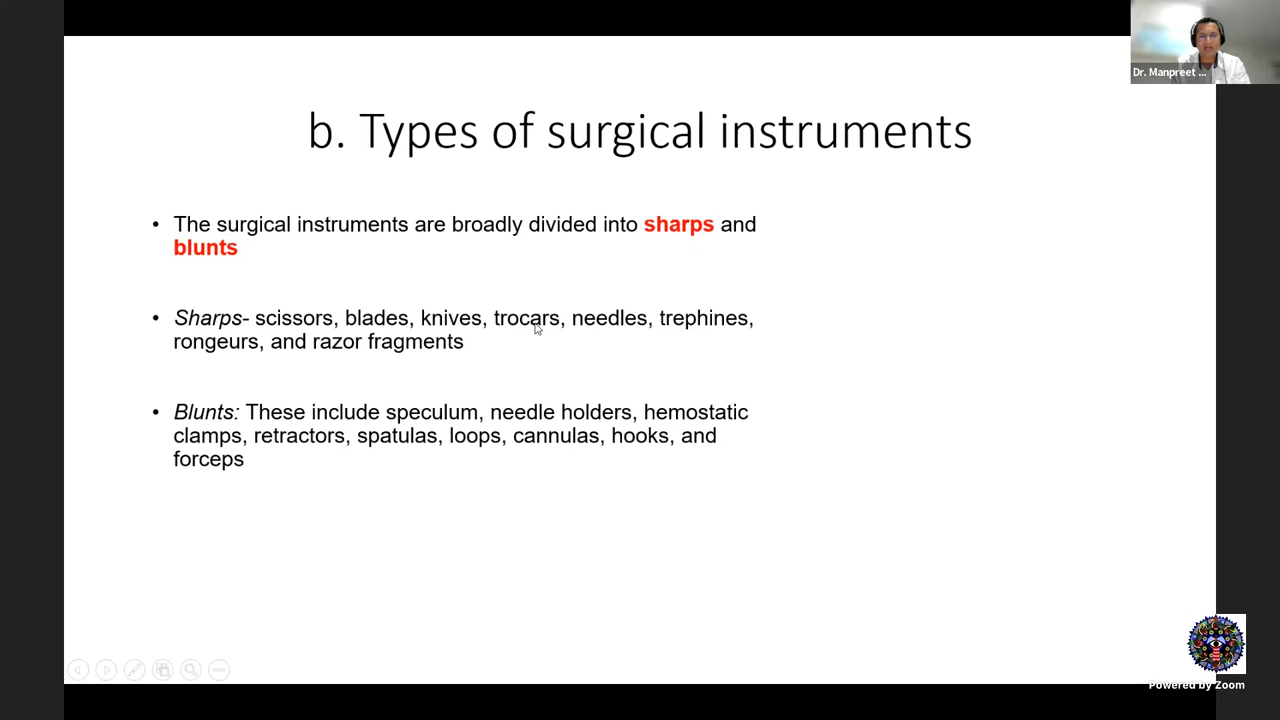 Dr. Manpreet ...
b. Types of surgical instruments
• The surgical instruments are broadly divided into sharps and
blunts
• Sharps- scissors, blades, knives, trocars, needles, trephines,
rongeurs, and razor fragments
• Blunts: These include speculum, needle holders, hemostatic
clamps, retractors, spatulas, loops, cannulas, hooks, and
forceps
Powered by Zoom